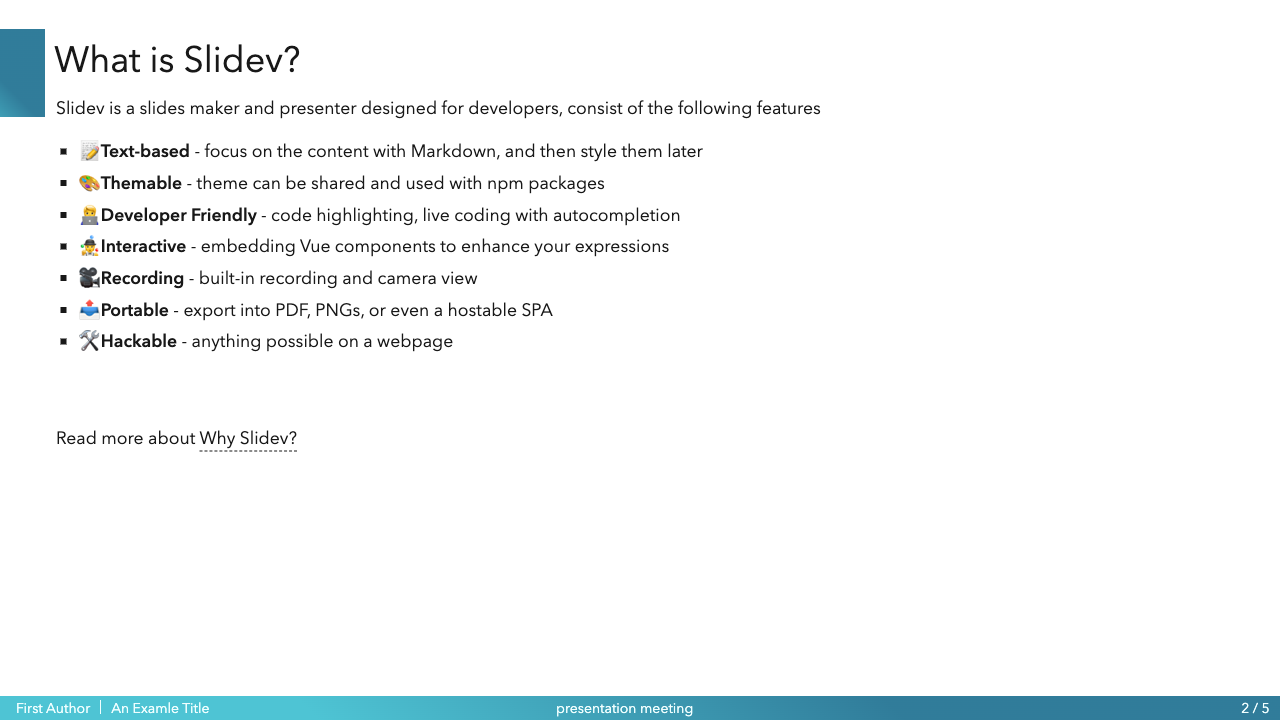 What is Slidev?
Slidev is a slides maker and presenter designed for developers, consist of the following features
📝Text-based - focus on the content with Markdown, and then style them later
🎨Themable - theme can be shared and used with npm packages
🧑‍💻Developer Friendly - code highlighting, live coding with autocompletion
🤹Interactive - embedding Vue components to enhance your expressions
🎥Recording - built-in recording and camera view
📤Portable - export into PDF, PNGs, or even a hostable SPA
🛠Hackable - anything possible on a webpage
Read more about Why Slidev?
First Author | An Examle Title presentation meeting 2 / 5